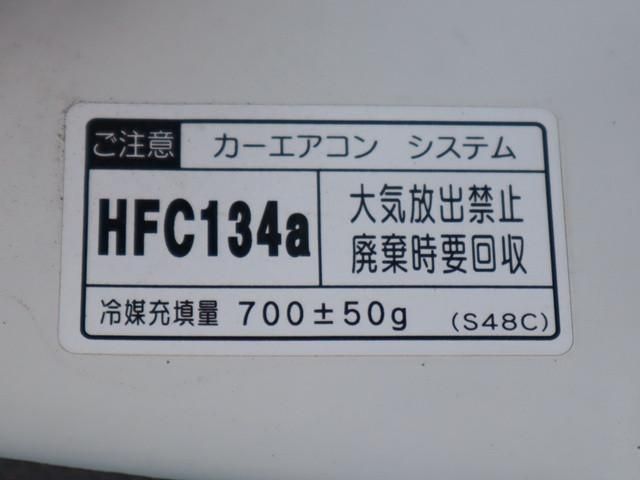 ご注意 カーエアコン システム
HFC134a
大気放出禁止
廃棄時要回収
冷媒充填量 700±50g (S48C)